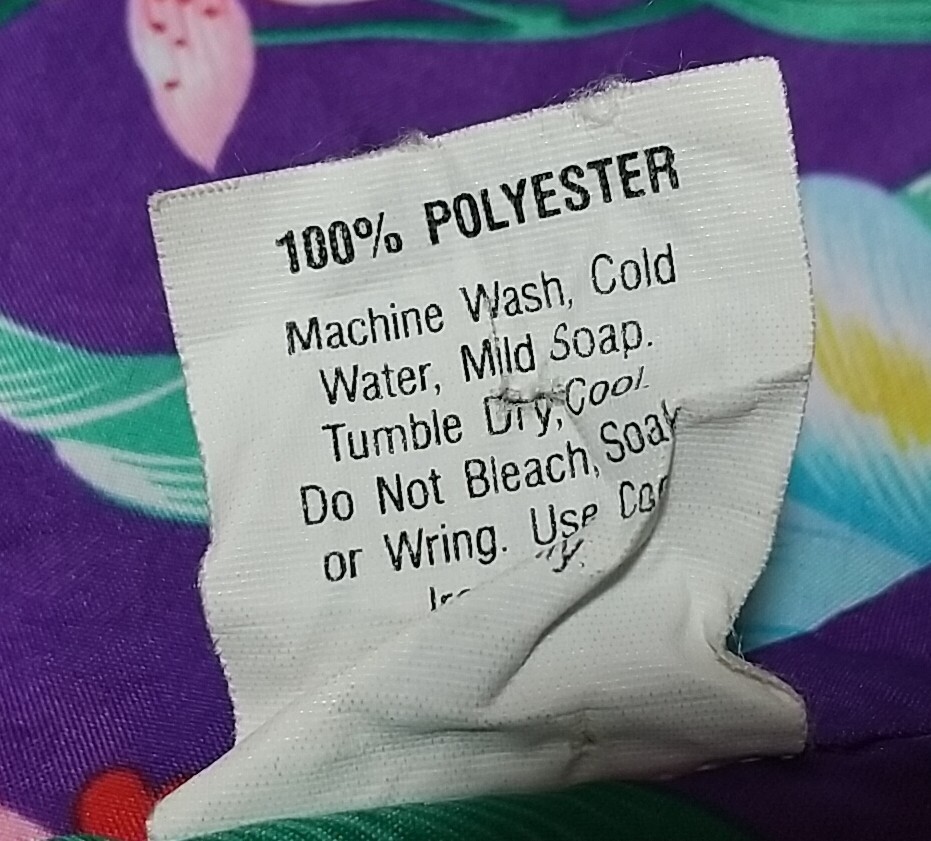 100% POLYESTER
Machine Wash, Cold
Water, Mild Soap.
Tumble Dry, Cool.
Do Not Bleach, Soak
or Wring. Use